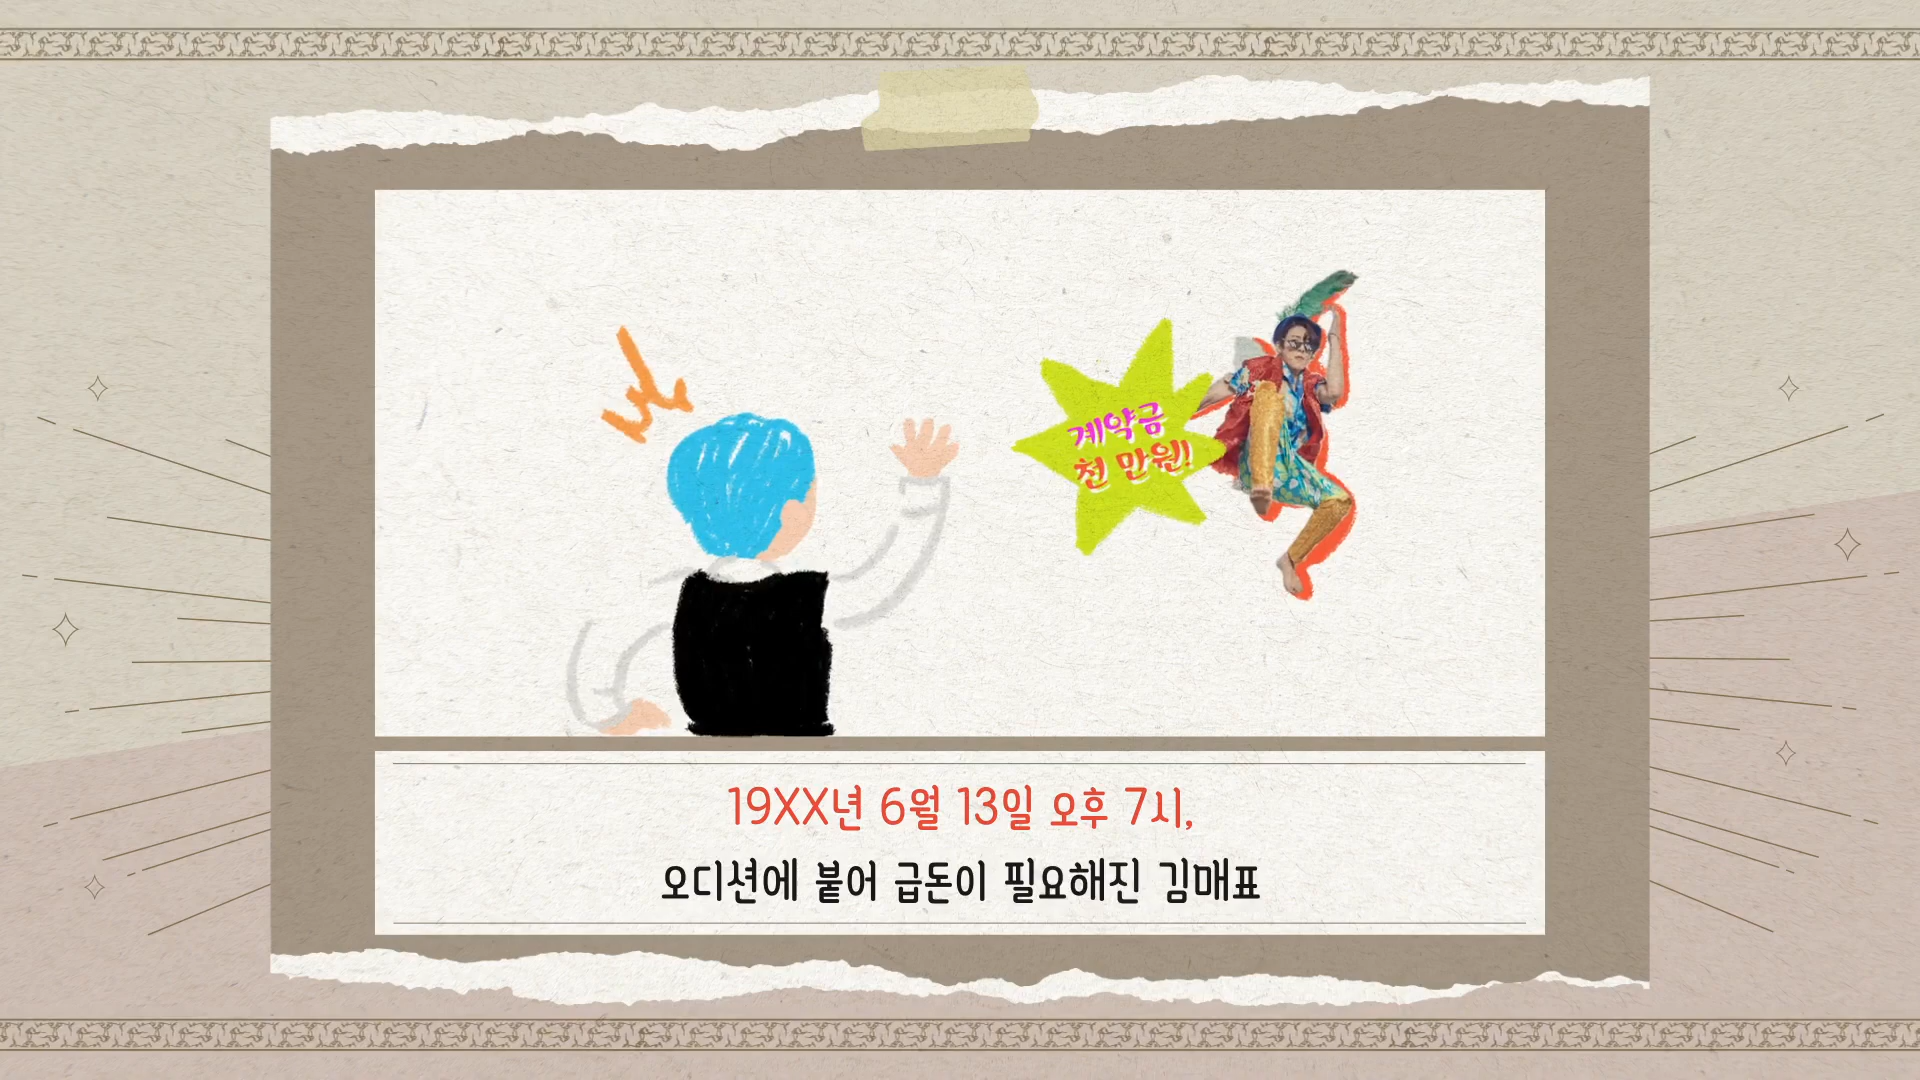 계약금
천 만원!
19XX년 6월 13일 오후 7시,
오디션에 붙어 급돈이 필요해진 김매표